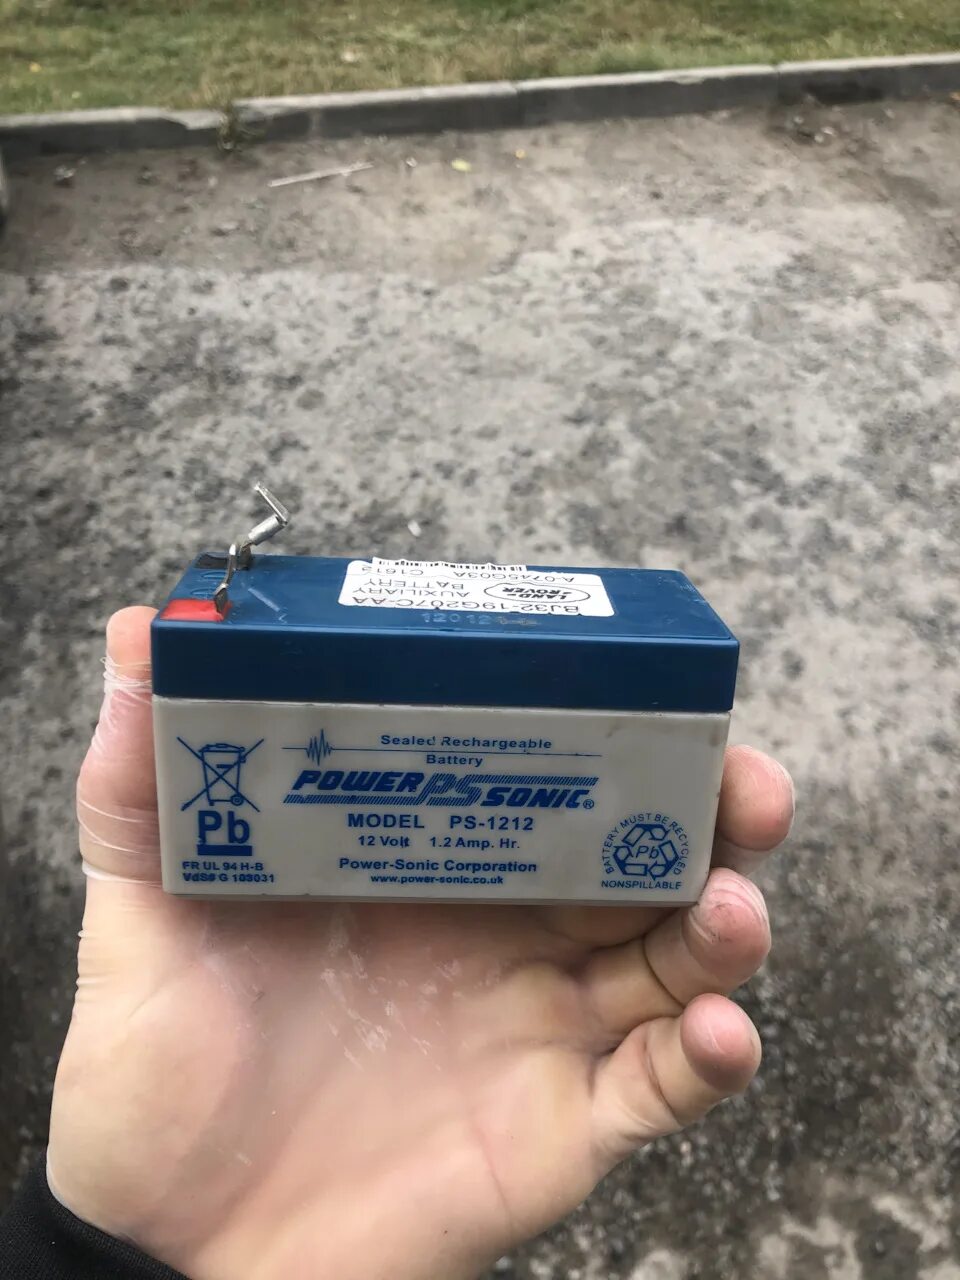 BJ32-19G207C-AA
LAND-
-ROVER
AUXILIARY
BATTERY
A-0745G03A C1612
Sealed Rechargeable
Battery
POWER PS SONIC®
MODEL PS-1212
12 Volt 1.2 Amp. Hr.
Power-Sonic Corporation
www.power-sonic.co.uk
Pb
FR UL 94 H-B
VdS# G 103031
BATTERY MUST BE RECYCLED
Pb
NONSPILLABLE